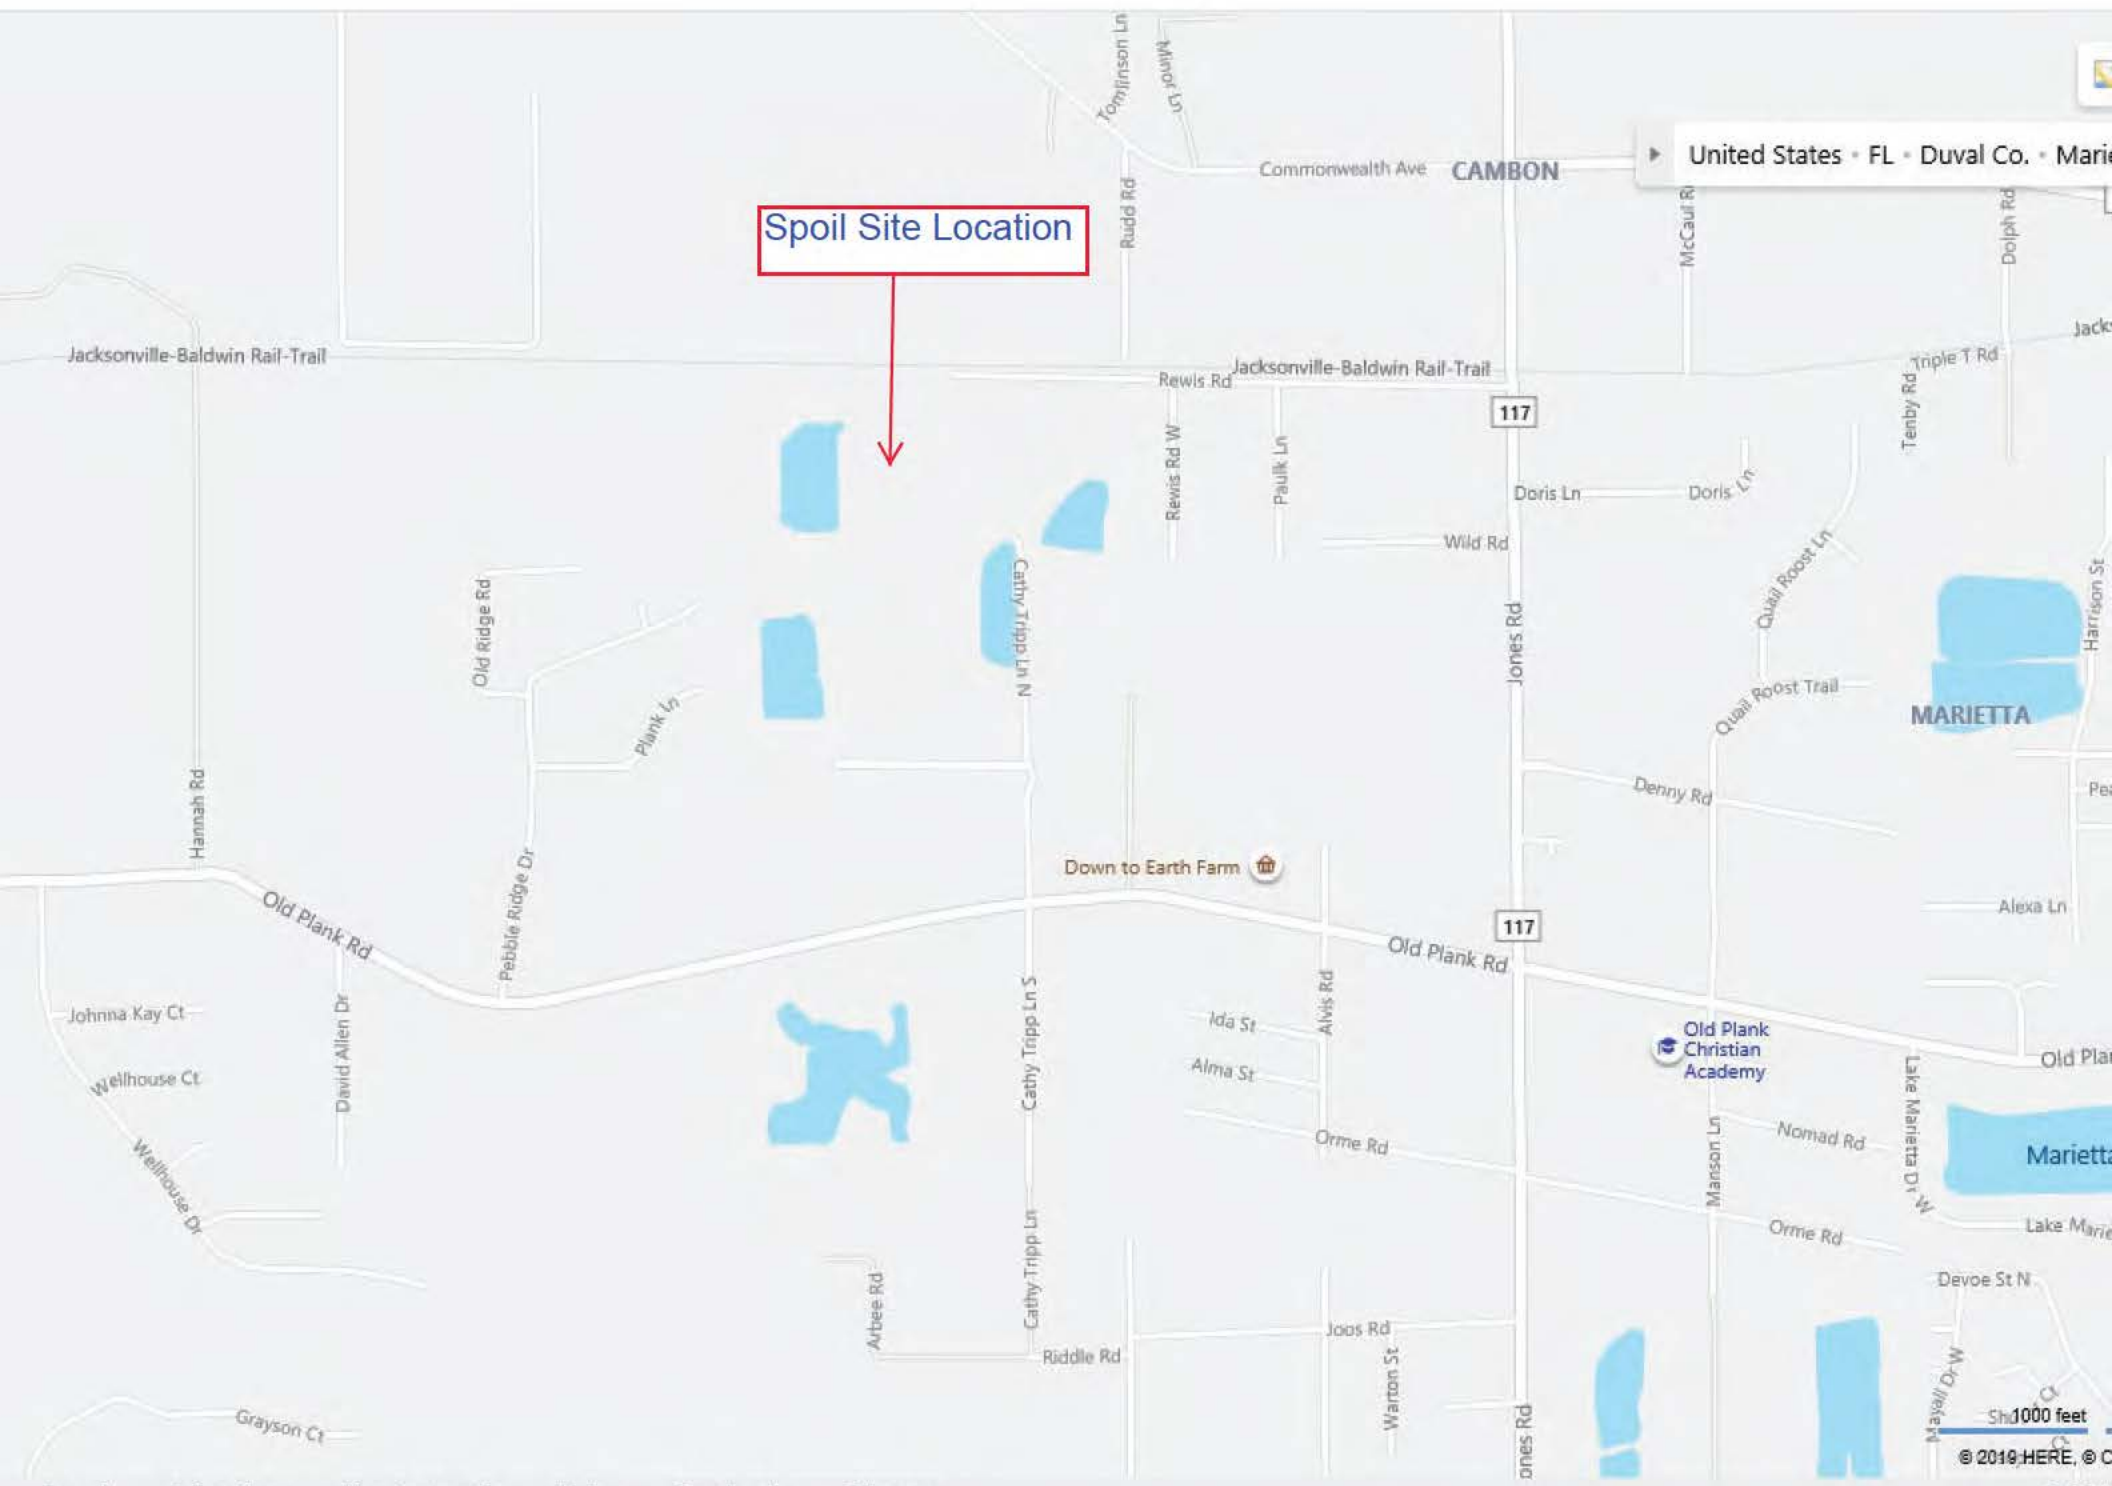 Tomlinson Ln
Minor Ln
Commonwealth Ave
CAMBON
United States • FL • Duval Co. •
Rudd Rd
Spoil Site Location
Dolph Rd
Jacksonville-Baldwin Rail-Trail
Jacksonville-Baldwin Rail-Trail
Triple T Rd
Rewis Rd
117
Tenby Rd
Rewis Rd W
Paulk Ln
Doris Ln
Doris Ln
Wild Rd
Quail Roost Ln
Harrison St
Old Ridge Rd
Cathy Tripp Ln N
Jones Rd
Quail Roost Trail
MARIETTA
Plank Ln
Denny Rd
Hannah Rd
Down to Earth Farm
Pebble Ridge Dr
Old Plank Rd
117
Alexa Ln
Old Plank Rd
Johnna Kay Ct
David Allen Dr
Cathy Tripp Ln S
Ida St
Alvis Rd
Old Plank
Christian
Academy
Old
Wellhouse Ct
Alma St
Lake Marietta Dr W
Orme Rd
Nomad Rd
Wellhouse Dr
Manson Ln
Orme Rd
Lake
Devoe St N
Arbee Rd
Cathy Tripp Ln
Riddle Rd
Joos Rd
Warton St
Mayall Dr W
Grayson Ct
Rd
1000 feet
Ct
© 2019 HERE, ©